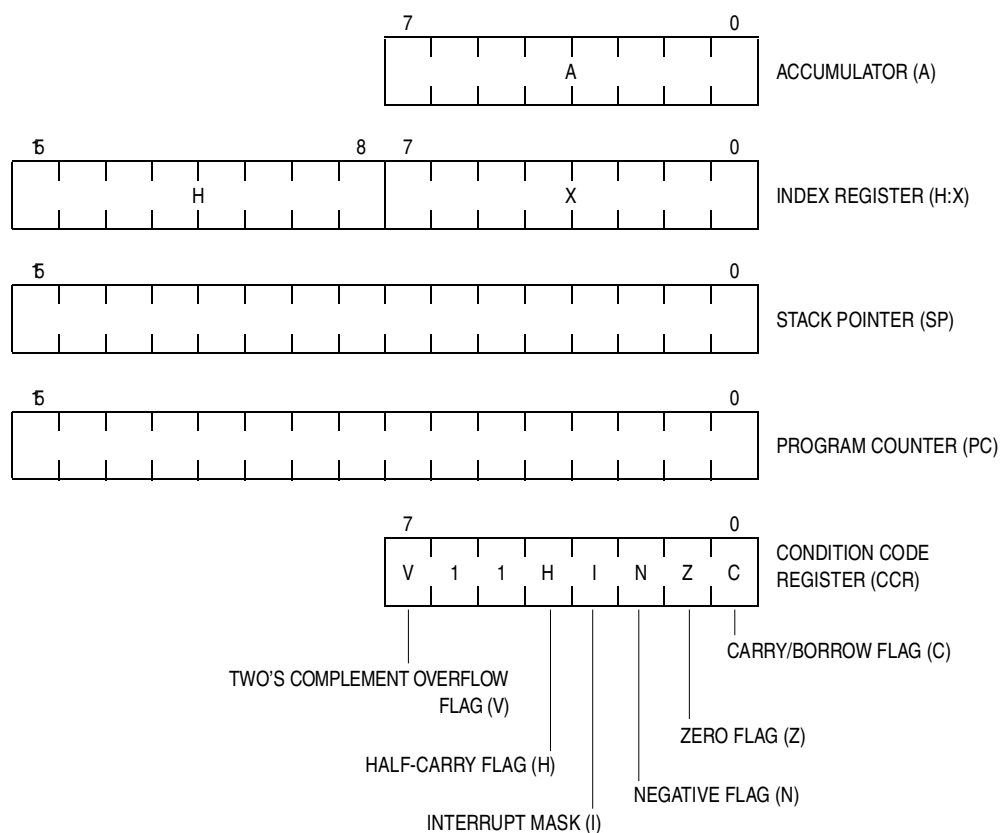 7 0
A
ACCUMULATOR (A)
15 8 7 0
H X
INDEX REGISTER (H:X)
15 0
STACK POINTER (SP)
15 0
PROGRAM COUNTER (PC)
7 0
V 1 1 H I N Z C
CONDITION CODE
REGISTER (CCR)
CARRY/BORROW FLAG (C)
TWO'S COMPLEMENT OVERFLOW
FLAG (V)
ZERO FLAG (Z)
HALF-CARRY FLAG (H)
NEGATIVE FLAG (N)
INTERRUPT MASK (I)